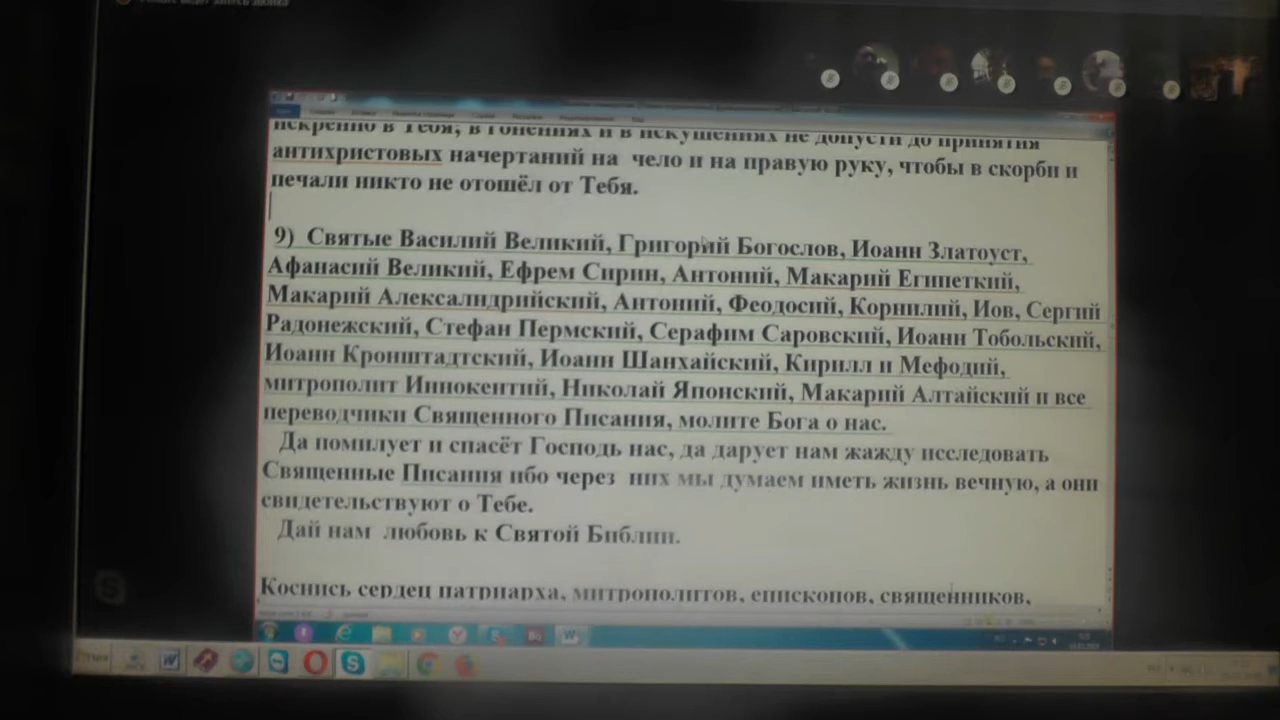 искренно в Тебя, в гонениях и в искушениях не допусти до принятия
антихристовых начертаний на чело и на правую руку, чтобы в скорби и
печали никто не отошёл от Тебя.
9) Святые Василий Великий, Григорий Богослов, Иоанн Златоуст,
Афанасий Великий, Ефрем Сирин, Антоний, Макарий Египеткий,
Макарий Алексалндрийский, Антоний, Феодосий, Корнилий, Иов, Сергий
Радонежский, Стефан Пермский, Серафим Саровский, Иоанн Тобольский,
Иоанн Кронштадтский, Иоанн Шанхайский, Кирилл и Мефодий,
митрополит Иннокентий, Николай Японский, Макарий Алтайский и все
переводчики Священного Писания, молите Бога о нас.
Да помилует и спасёт Господь нас, да дарует нам жажду исследовать
Священные Писания ибо через них мы думаем иметь жизнь вечную, а они
свидетельствуют о Тебе.
Дай нам любовь к Святой Библии.
Коснись сердец патриарха, митрополитов, епископов, священников,